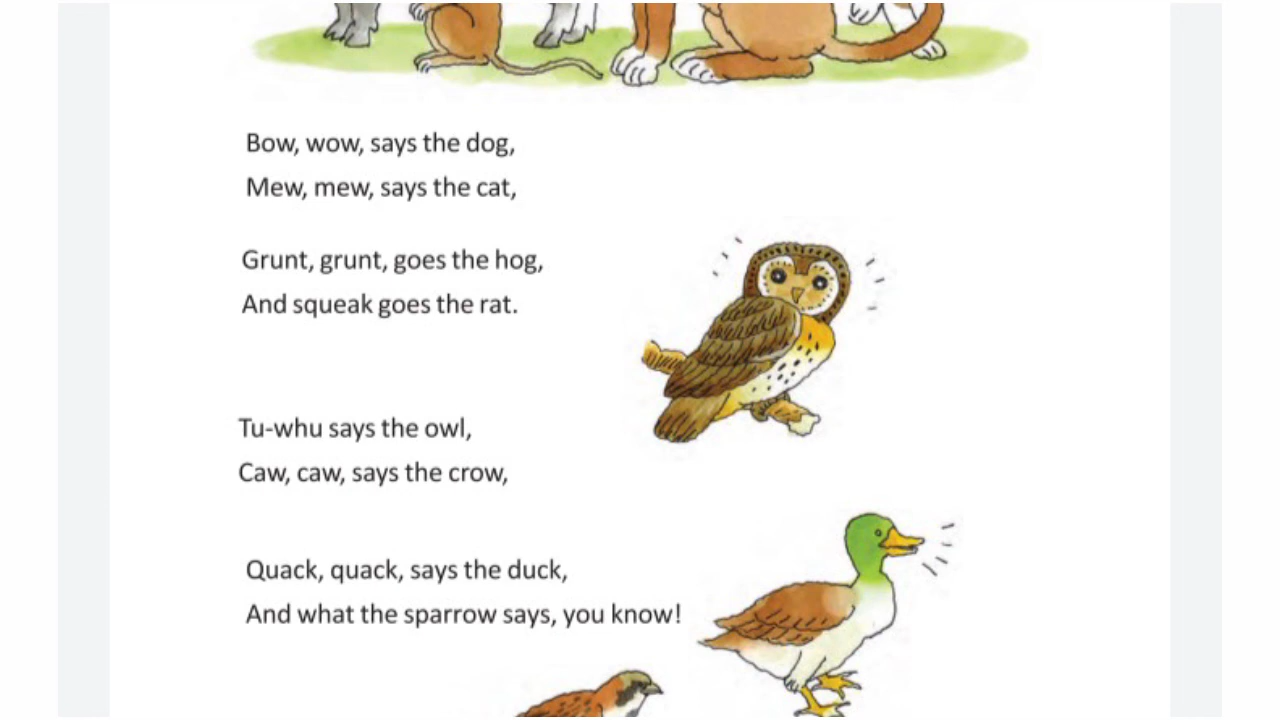 Bow, wow, says the dog,
Mew, mew, says the cat,
Grunt, grunt, goes the hog,
And squeak goes the rat.
Tu-whu says the owl,
Caw, caw, says the crow,
Quack, quack, says the duck,
And what the sparrow says, you know!